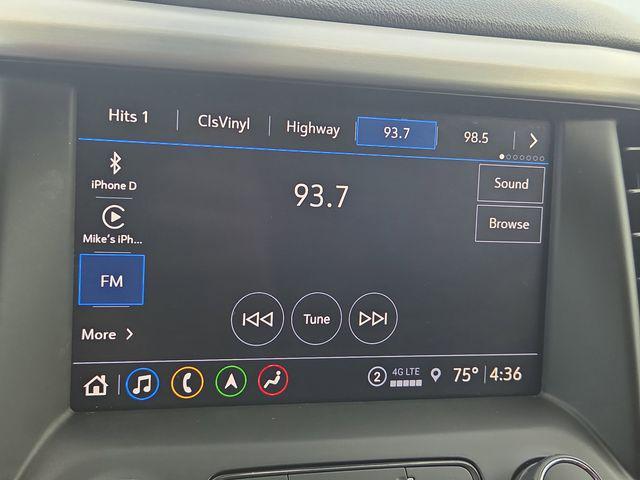 Hits 1
ClsVinyl
Highway
93.7
98.5
iPhone D
Mike's iPh...
FM
More
93.7
Sound
Browse
Tune
2
4G LTE
75°
4:36